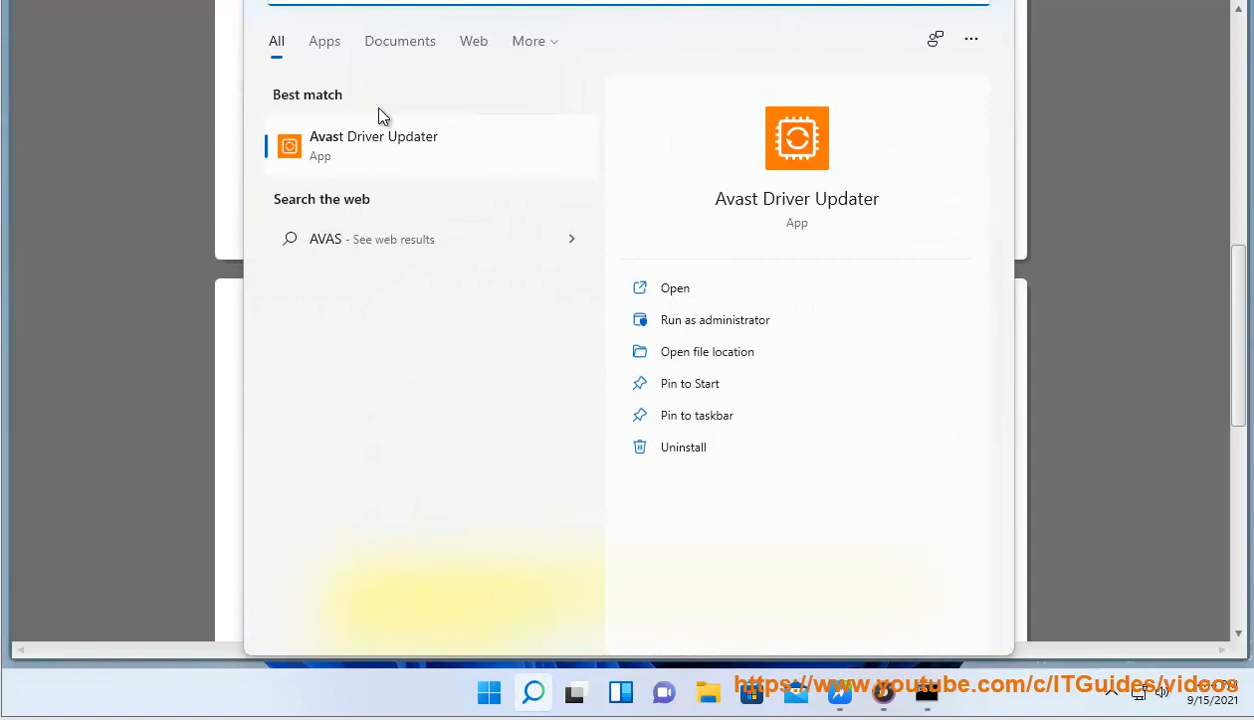 All Apps Documents Web More
Best match
Avast Driver Updater
App
Search the web
AVAS - See web results
Avast Driver Updater
App
Open
Run as administrator
Open file location
Pin to Start
Pin to taskbar
Uninstall
https://www.youtube.com/c/ITGuides/videos
9/15/2021